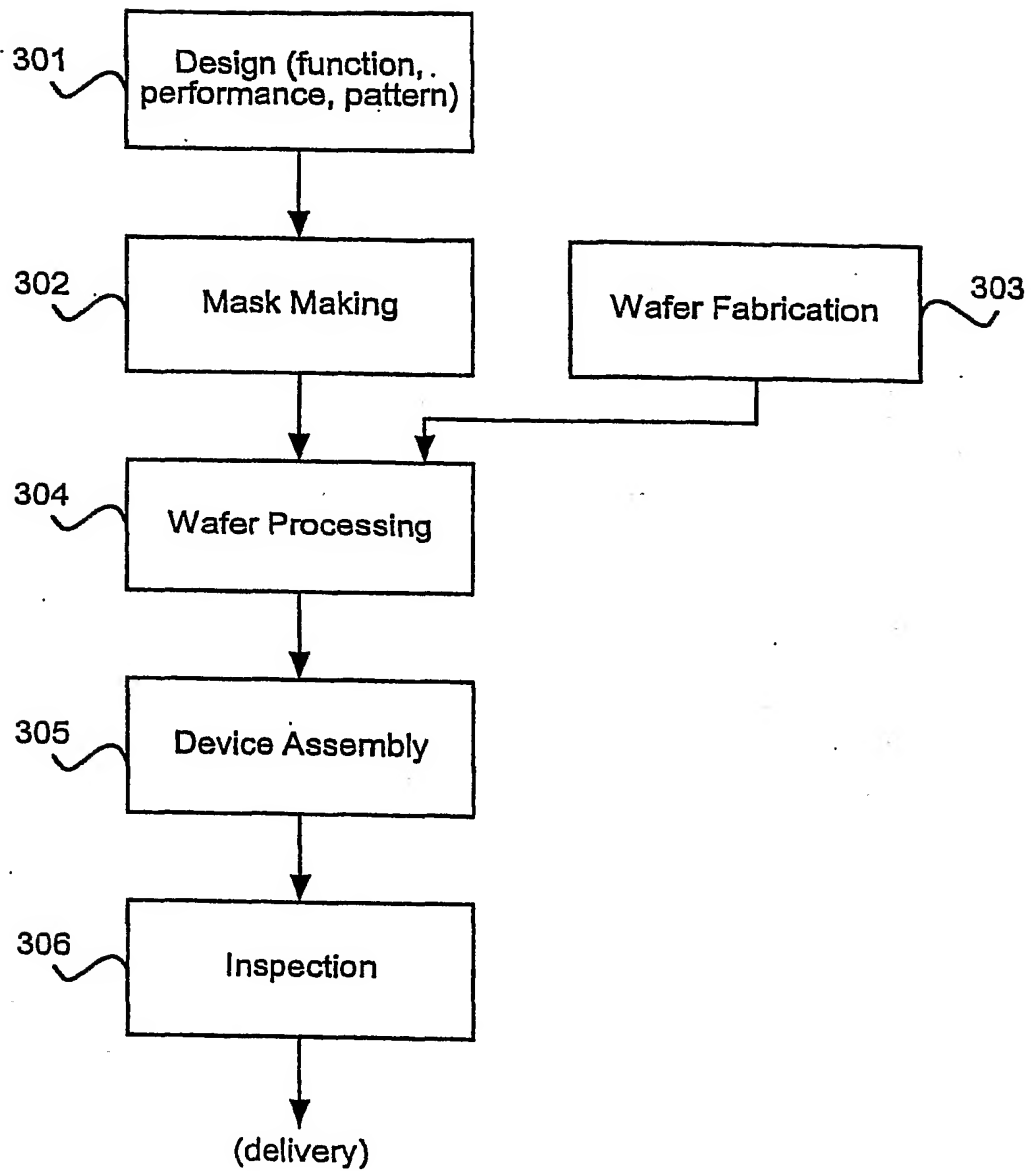 301
Design (function,
performance, pattern)
302
Mask Making
Wafer Fabrication
303
304
Wafer Processing
305
Device Assembly
306
Inspection
(delivery)